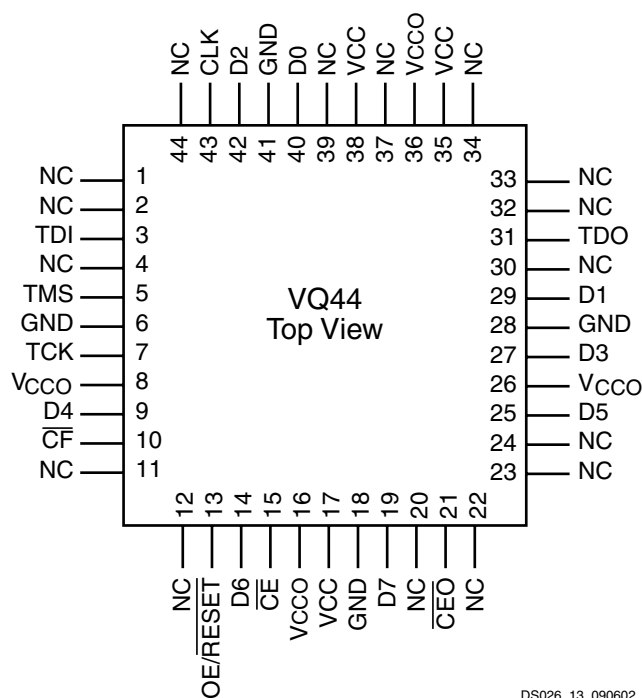 NC CLK D2 GND D0 NC VCC NC VCCO VCC NC
44 43 42 41 40 39 38 37 36 35 34
NC 1 33 NC
NC 2 32 NC
TDI 3 31 TDO
NC 4 30 NC
TMS 5 29 D1
GND 6 28 GND
TCK 7 27 D3
VCCO 8 26 VCCO
D4 9 25 D5
CF 10 24 NC
NC 11 23 NC
VQ44
Top View
12 13 14 15 16 17 18 19 20 21 22
NC OE/RESET D6 CE VCCO VCC GND D7 NC CEO NC
DS026_13_090602